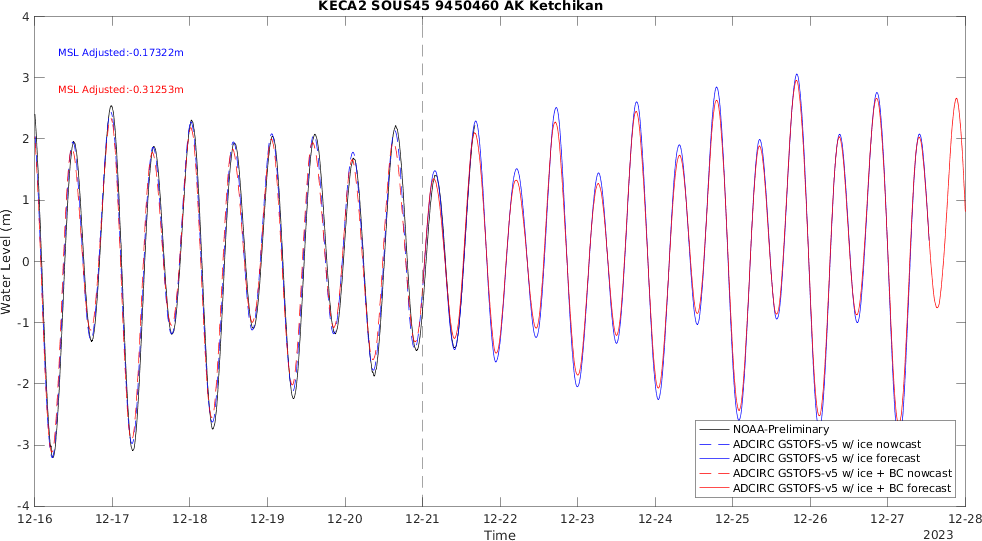 KECA2 SOUS45 9450460 AK Ketchikan
MSL Adjusted:-0.17322m
MSL Adjusted:-0.31253m
Water Level (m)
4
3
2
1
0
-1
-2
-3
-4
NOAA-Preliminary
ADCIRC GSTOFS-v5 w/ ice nowcast
ADCIRC GSTOFS-v5 w/ ice forecast
ADCIRC GSTOFS-v5 w/ ice + BC nowcast
ADCIRC GSTOFS-v5 w/ ice + BC forecast
12-16 12-17 12-18 12-19 12-20 12-21 12-22 12-23 12-24 12-25 12-26 12-27 12-28
Time
2023